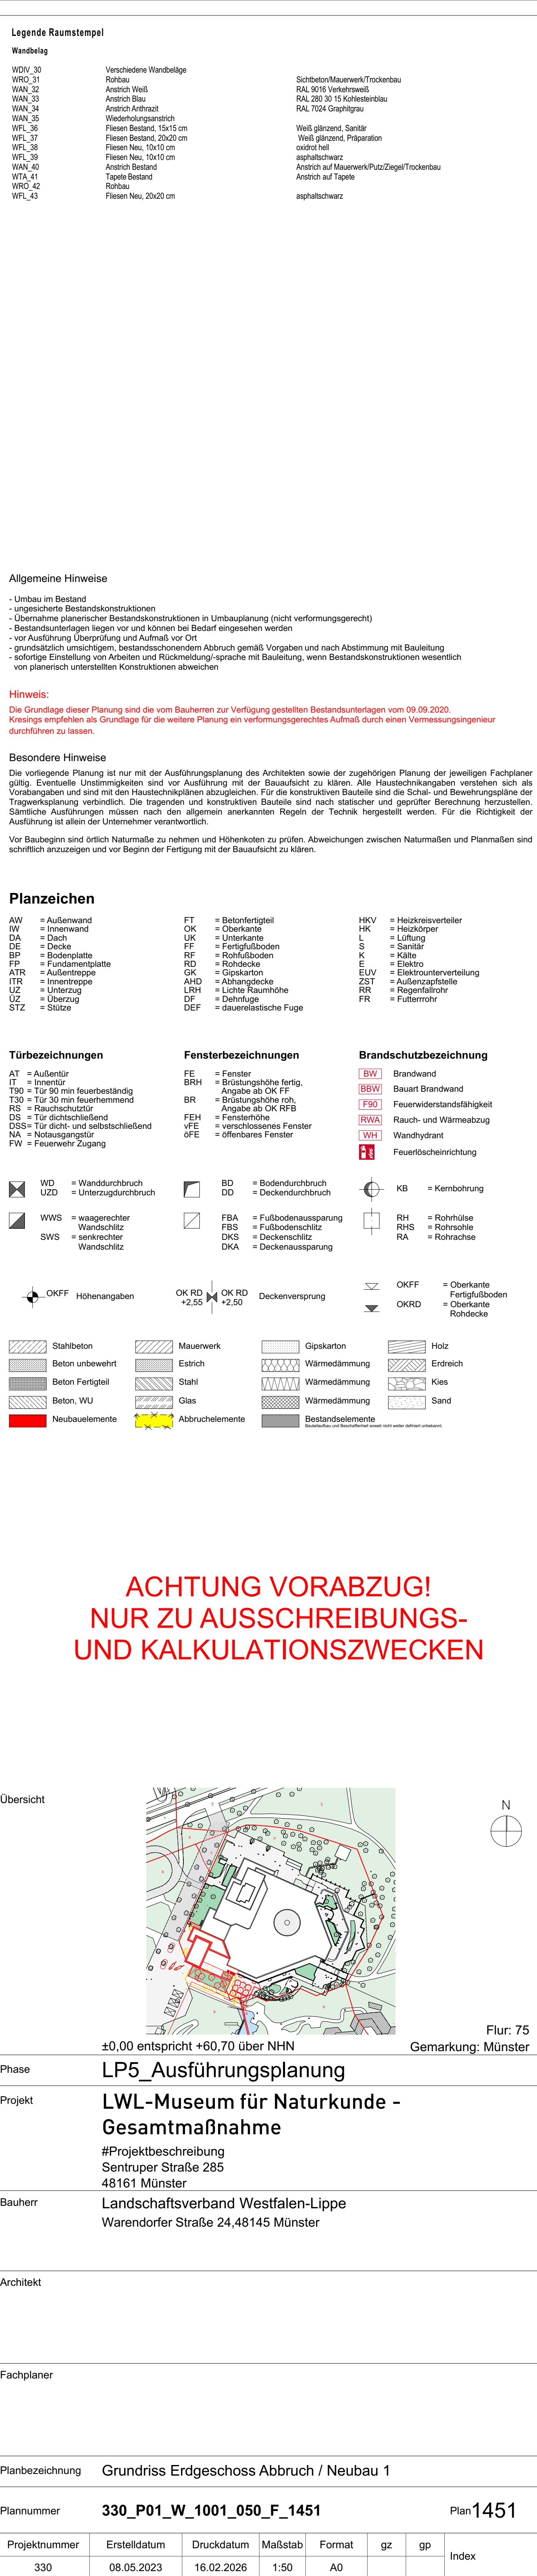 Legende Raumstempel
Wandbelag
WDIV_30 Verschiedene Wandbeläge
WRO_31 Rohbau Sichtbeton/Mauerwerk/Trockenbau
WAN_32 Anstrich Weiß RAL 9016 Verkehrsweiß
WAN_33 Anstrich Blau RAL 280 30 15 Kohlesteinblau
WAN_34 Anstrich Anthrazit RAL 7024 Graphitgrau
WAN_35 Wiederholungsanstrich
WFL_36 Fliesen Bestand, 15x15 cm Weiß glänzend, Sanitär
WFL_37 Fliesen Bestand, 20x20 cm Weiß glänzend, Präparation
WFL_38 Fliesen Neu, 10x10 cm oxidrot hell
WFL_39 Fliesen Neu, 10x10 cm asphaltschwarz
WAN_40 Anstrich Bestand Anstrich auf Mauerwerk/Putz/Ziegel/Trockenbau
WTA_41 Tapete Bestand Anstrich auf Tapete
WRO_42 Rohbau
WFL_43 Fliesen Neu, 20x20 cm asphaltschwarz
Allgemeine Hinweise
- Umbau im Bestand
- ungesicherte Bestandskonstruktionen
- Übernahme planerischer Bestandskonstruktionen in Umbauplanung (nicht verformungsgerecht)
- Bestandsunterlagen liegen vor und können bei Bedarf eingesehen werden
- vor Ausführung Überprüfung und Aufmaß vor Ort
- grundsätzlich umsichtigem, bestandsschonendem Abbruch gemäß Vorgaben und nach Abstimmung mit Bauleitung
- sofortige Einstellung von Arbeiten und Rückmeldung/-sprache mit Bauleitung, wenn Bestandskonstruktionen wesentlich
von planerisch unterstellten Konstruktionen abweichen
Hinweis:
Die Grundlage dieser Planung sind die vom Bauherren zur Verfügung gestellten Bestandsunterlagen vom 09.09.2020.
Kresings empfehlen als Grundlage für die weitere Planung ein verformungsgerechtes Aufmaß durch einen Vermessungsingenieur
durchführen zu lassen.
Besondere Hinweise
Die vorliegende Planung ist nur mit der Ausführungsplanung des Architekten sowie der zugehörigen Planung der jeweiligen Fachplaner
gültig. Eventuelle Unstimmigkeiten sind vor Ausführung mit der Bauaufsicht zu klären. Alle Haustechnikangaben verstehen sich als
Vorabangaben und sind mit den Haustechnikplänen abzugleichen. Für die konstruktiven Bauteile sind die Schal- und Bewehrungspläne der
Tragwerksplanung verbindlich. Die tragenden und konstruktiven Bauteile sind nach statischer und geprüfter Berechnung herzustellen.
Sämtliche Ausführungen müssen nach den allgemein anerkannten Regeln der Technik hergestellt werden. Für die Richtigkeit der
Ausführung ist allein der Unternehmer verantwortlich.
Vor Baubeginn sind örtlich Naturmaße zu nehmen und Höhenkoten zu prüfen. Abweichungen zwischen Naturmaßen und Planmaßen sind
schriftlich anzuzeigen und vor Beginn der Fertigung mit der Bauaufsicht zu klären.
Planzeichen
AW = Außenwand FT = Betonfertigteil HKV = Heizkreisverteiler
IW = Innenwand OK = Oberkante HK = Heizkörper
DA = Dach UK = Unterkante L = Lüftung
DE = Decke FF = Fertigfußboden S = Sanitär
BP = Bodenplatte RF = Rohfußboden K = Kälte
FP = Fundamentplatte RD = Rohdecke E = Elektro
ATR = Außentreppe GK = Gipskarton EUV = Elektrounterverteilung
ITR = Innentreppe AHD = Abhangdecke ZST = Außenzapfstelle
UZ = Unterzug LRH = Lichte Raumhöhe RR = Regenfallrohr
ÜZ = Überzug DF = Dehnfuge FR = Futterrrohr
STZ = Stütze DEF = dauerelastische Fuge
Türbezeichnungen Fensterbezeichnungen Brandschutzbezeichnung
AT = Außentür
IT = Innentür
T90 = Tür 90 min feuerbeständig
T30 = Tür 30 min feuerhemmend
RS = Rauchschutztür
DS = Tür dichtschließend
DSS= Tür dicht- und selbstschließend
NA = Notausgangstür
FW = Feuerwehr Zugang
FE = Fenster
BRH = Brüstungshöhe fertig,
Angabe ab OK FF
BR = Brüstungshöhe roh,
Angabe ab OK RFB
FEH = Fensterhöhe
vFE = verschlossenes Fenster
öFE = öffenbares Fenster
BW Brandwand
BBW Bauart Brandwand
F90 Feuerwiderstandsfähigkeit
RWA Rauch- und Wärmeabzug
WH Wandhydrant
Feuerlöscheinrichtung
WD = Wanddurchbruch
UZD = Unterzugdurchbruch
BD = Bodendurchbruch
DD = Deckendurchbruch
KB = Kernbohrung
WWS = waagerechter
Wandschlitz
SWS = senkrechter
Wandschlitz
FBA = Fußbodenaussparung
FBS = Fußbodenschlitz
DKS = Deckenschlitz
DKA = Deckenaussparung
RH = Rohrhülse
RHS = Rohrsohle
RA = Rohrachse
OKFF Höhenangaben
OK RD OK RD
+2,55 +2,50
Deckenversprung
OKFF = Oberkante
Fertigfußboden
OKRD = Oberkante
Rohdecke
Stahlbeton Mauerwerk Gipskarton Holz
Beton unbewehrt Estrich Wärmedämmung Erdreich
Beton Fertigteil Stahl Wärmedämmung Kies
Beton, WU Glas Wärmedämmung Sand
Neubauelemente Abbruchelemente Bestandselemente
Bauteilaufbau und Beschaffenheit soweit nicht weiter definiert unbekannt.
ACHTUNG VORABZUG!
NUR ZU AUSSCHREIBUNGS-
UND KALKULATIONSZWECKEN
Übersicht
N
Flur: 75
±0,00 entspricht +60,70 über NHN Gemarkung: Münster
Phase LP5_Ausführungsplanung
Projekt LWL-Museum für Naturkunde -
Gesamtmaßnahme
#Projektbeschreibung
Sentruper Straße 285
48161 Münster
Bauherr Landschaftsverband Westfalen-Lippe
Warendorfer Straße 24,48145 Münster
Architekt
Fachplaner
Planbezeichnung Grundriss Erdgeschoss Abbruch / Neubau 1
Plannummer 330_P01_W_1001_050_F_1451 Plan 1451
Projektnummer Erstelldatum Druckdatum Maßstab Format gz gp Index
330 08.05.2023 16.02.2026 1:50 A0